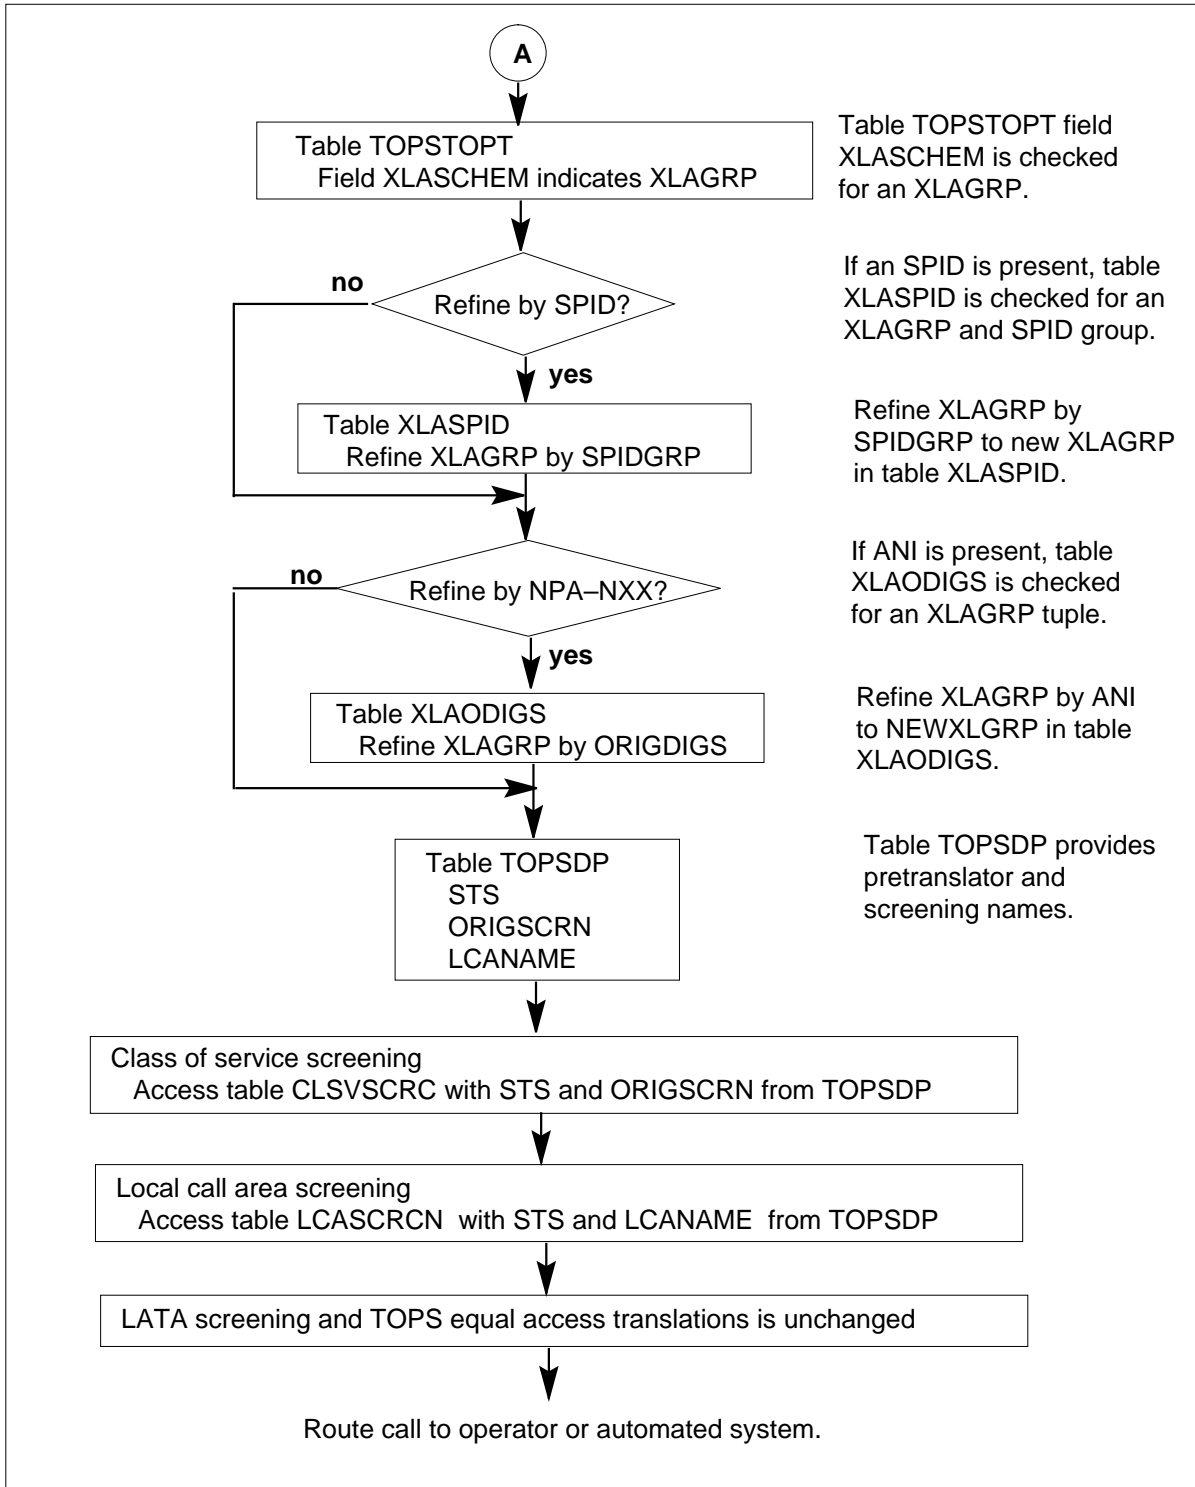 A
Table TOPSTOPT
Field XLASCHEM indicates XLAGRP
Table TOPSTOPT field
XLASCHEM is checked
for an XLAGRP.
no
Refine by SPID?
yes
If an SPID is present, table
XLASPID is checked for an
XLAGRP and SPID group.
Table XLASPID
Refine XLAGRP by SPIDGRP
Refine XLAGRP by
SPIDGRP to new XLAGRP
in table XLASPID.
no
Refine by NPA–NXX?
yes
If ANI is present, table
XLAODIGS is checked
for an XLAGRP tuple.
Table XLAODIGS
Refine XLAGRP by ORIGDIGS
Refine XLAGRP by ANI
to NEWXLGRP in table
XLAODIGS.
Table TOPSDP
STS
ORIGSCRN
LCANAME
Table TOPSDP provides
pretranslator and
screening names.
Class of service screening
Access table CLSVSCRC with STS and ORIGSCRN from TOPSDP
Local call area screening
Access table LCASCRCN with STS and LCANAME from TOPSDP
LATA screening and TOPS equal access translations is unchanged
Route call to operator or automated system.